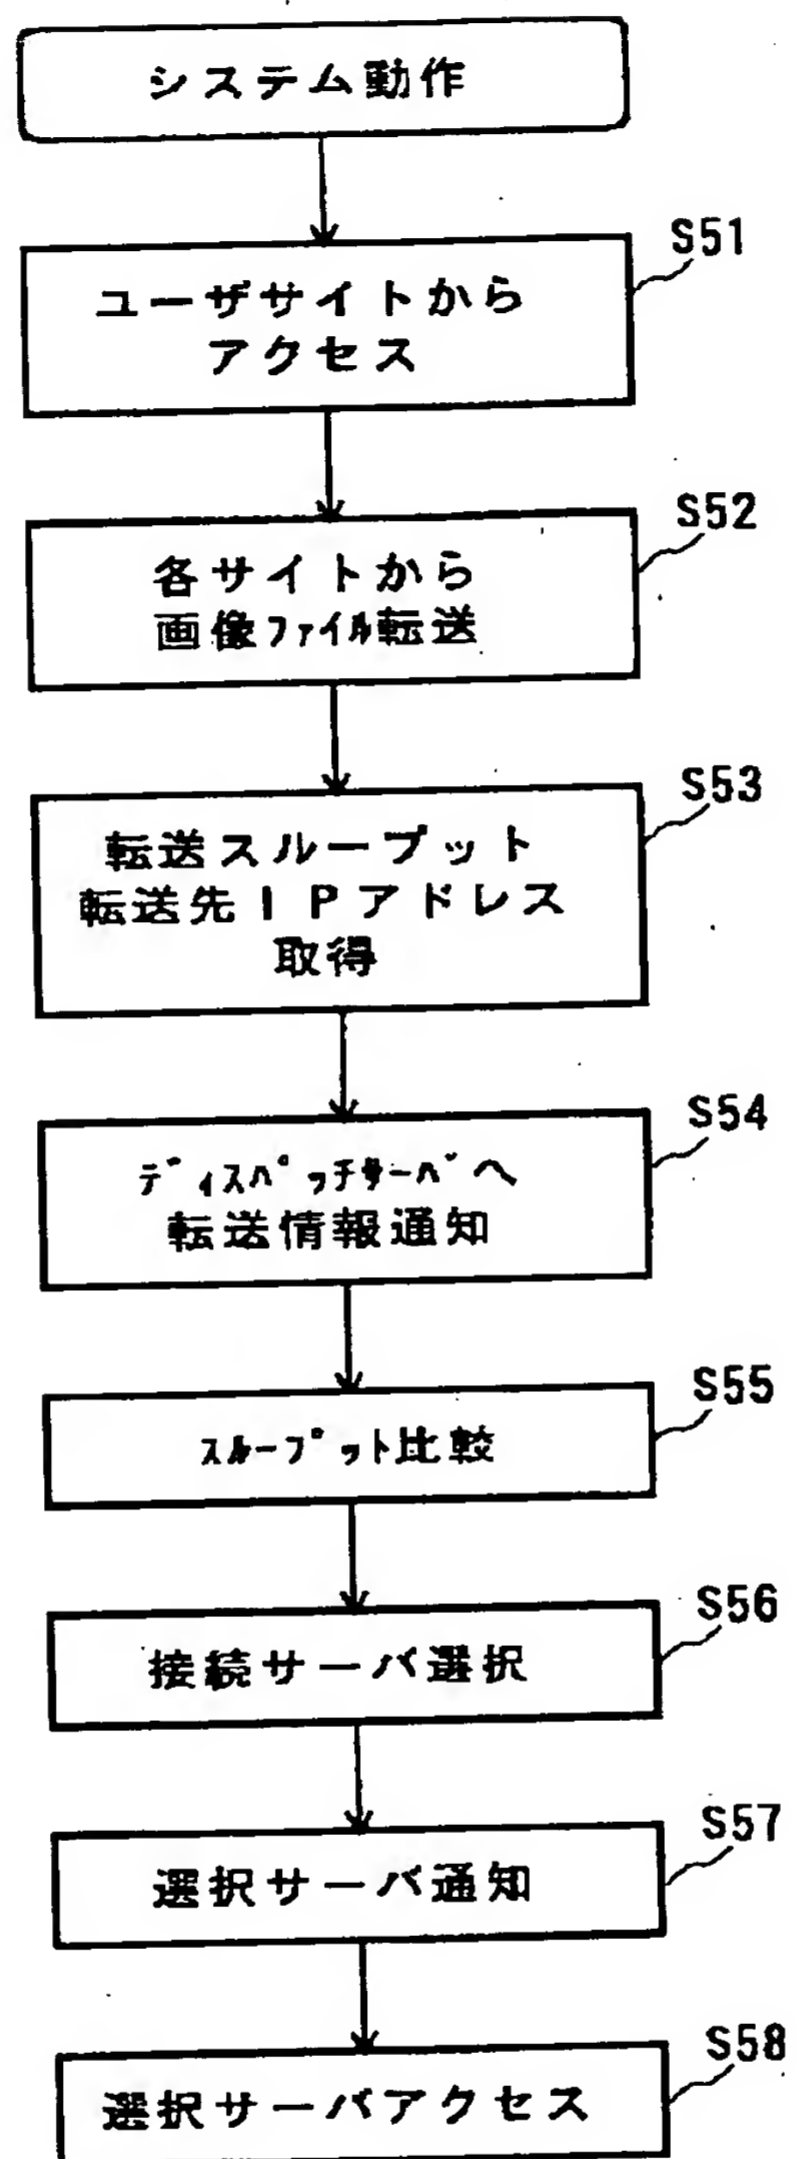 システム動作
S51
ユーザサイトから
アクセス
S52
各サイトから
画像ファイル転送
S53
転送スループット
転送先IPアドレス
取得
S54
ディスパッチサーバへ
転送情報通知
S55
スループット比較
S56
接続サーバ選択
S57
選択サーバ通知
S58
選択サーバアクセス